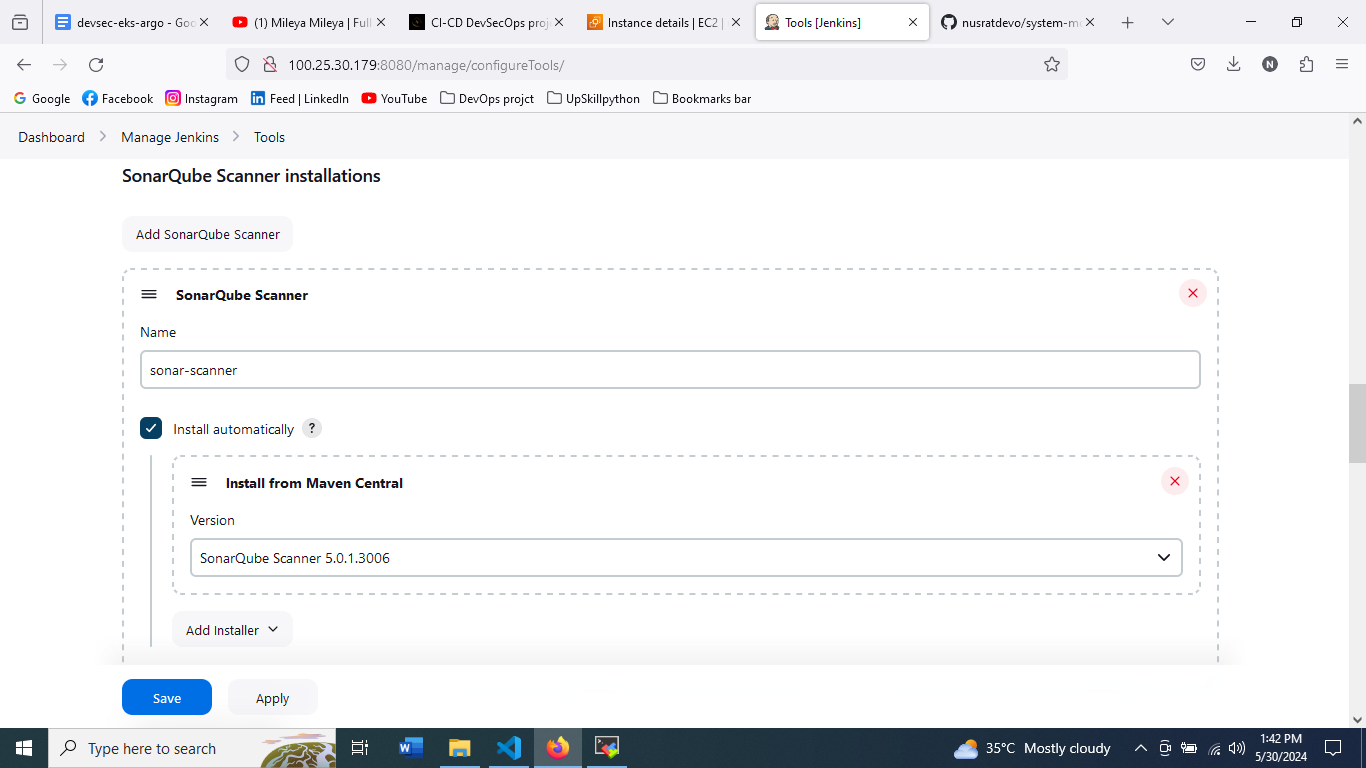 devsec-eks-argo - Goo
(1) Mileya Mileya | Full
CI-CD DevSecOps proj
Instance details | EC2 |
Tools [Jenkins]
nusratdevo/system-mo
100.25.30.179:8080/manage/configureTools/
N
Google
Facebook
Instagram
Feed | LinkedIn
YouTube
DevOps projct
UpSkillpython
Bookmarks bar
Dashboard > Manage Jenkins > Tools
SonarQube Scanner installations
Add SonarQube Scanner
SonarQube Scanner
Name
sonar-scanner
Install automatically ?
Install from Maven Central
Version
SonarQube Scanner 5.0.1.3006
Add Installer
Save
Apply
Type here to search
35°C Mostly cloudy
1:42 PM
5/30/2024